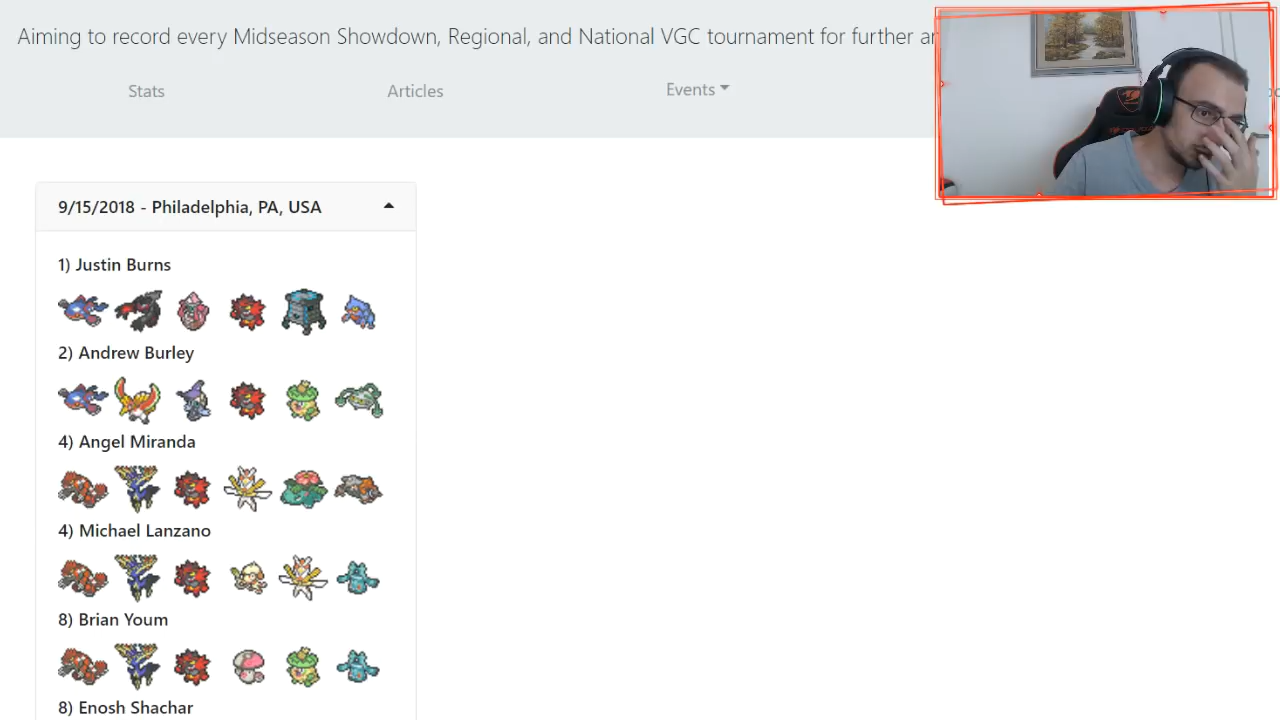 Aiming to record every Midseason Showdown, Regional, and National VGC tournament for further
Stats Articles Events
9/15/2018 - Philadelphia, PA, USA
1) Justin Burns
2) Andrew Burley
4) Angel Miranda
4) Michael Lanzano
8) Brian Youm
8) Enosh Shachar